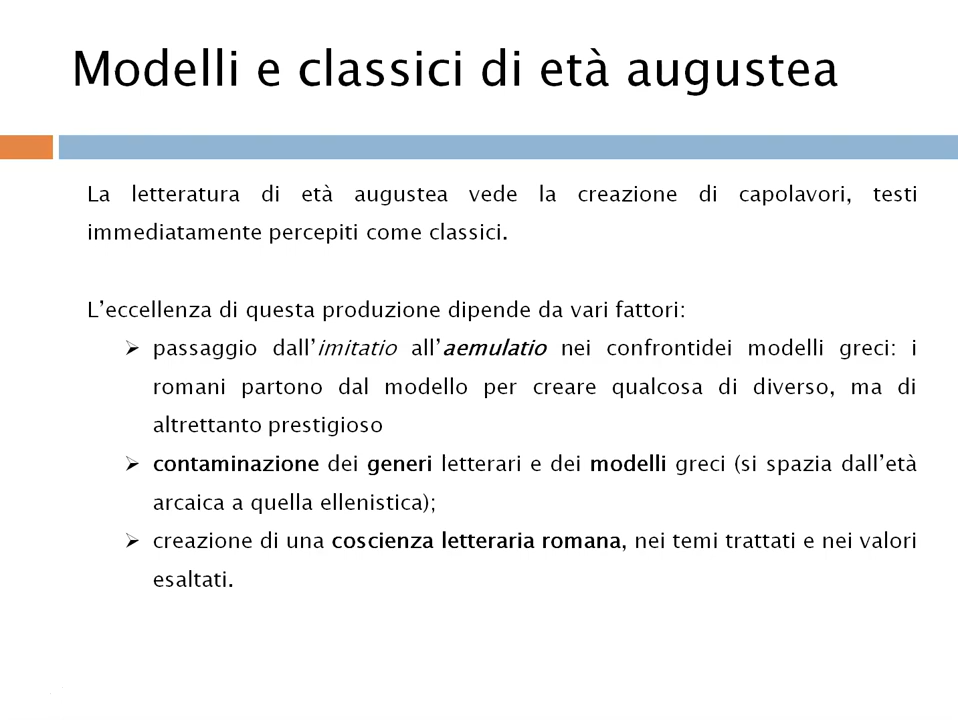 Modelli e classici di età augustea
La letteratura di età augustea vede la creazione di capolavori, testi
immediatamente percepiti come classici.
L’eccellenza di questa produzione dipende da vari fattori:
➢ passaggio dall’imitatio all’aemulatio nei confrontidei modelli greci: i
romani partono dal modello per creare qualcosa di diverso, ma di
altrettanto prestigioso
➢ contaminazione dei generi letterari e dei modelli greci (si spazia dall’età
arcaica a quella ellenistica);
➢ creazione di una coscienza letteraria romana, nei temi trattati e nei valori
esaltati.